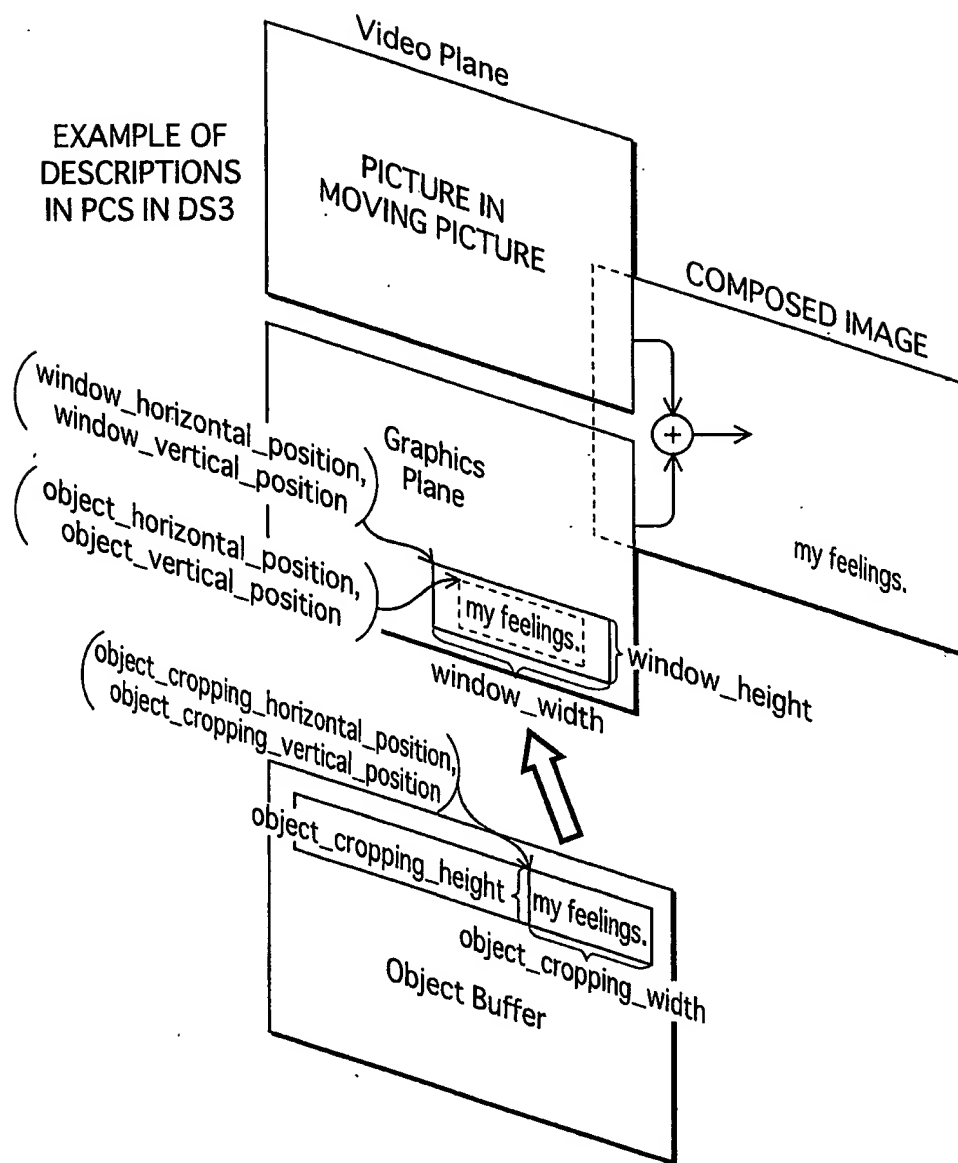 Video Plane
EXAMPLE OF
DESCRIPTIONS
IN PCS IN DS3
PICTURE IN
MOVING PICTURE
COMPOSED IMAGE
(window_horizontal_position,
window_vertical_position)
Graphics
Plane
+
(object_horizontal_position,
object_vertical_position)
my feelings.
my feelings.
window_height
window_width
(object_cropping_horizontal_position,
object_cropping_vertical_position)
object_cropping_height
my feelings.
object_cropping_width
Object Buffer